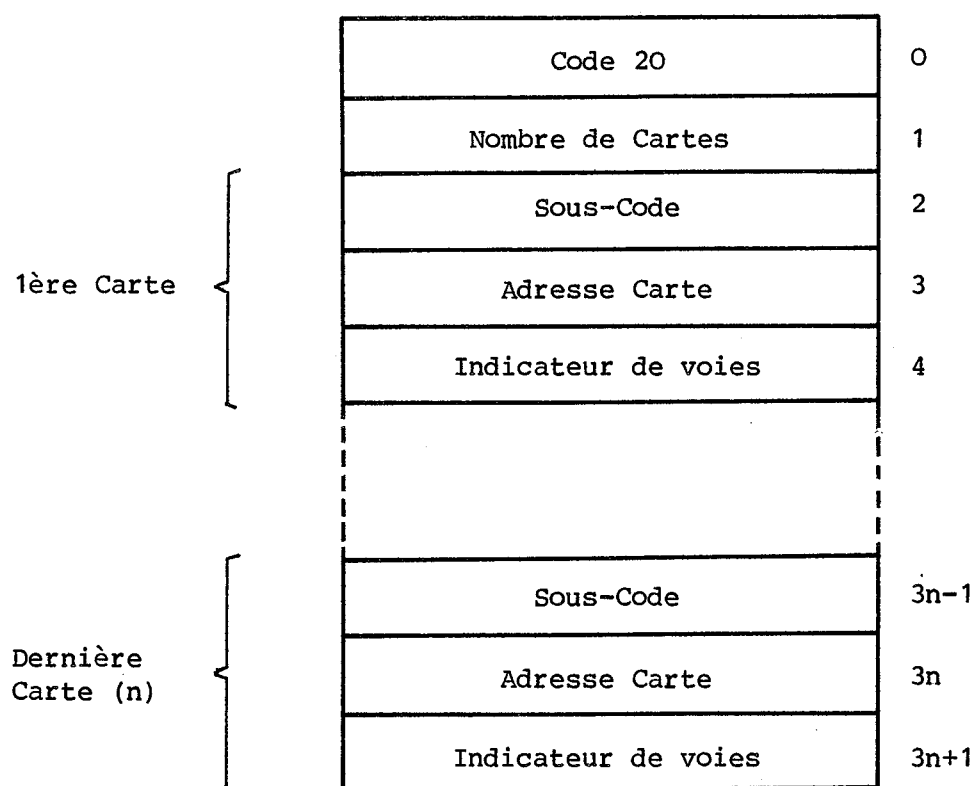 Code 20 0
Nombre de Cartes 1
Sous-Code 2
1ère Carte Adresse Carte 3
Indicateur de voies 4
Sous-Code 3n-1
Dernière
Carte (n) Adresse Carte 3n
Indicateur de voies 3n+1